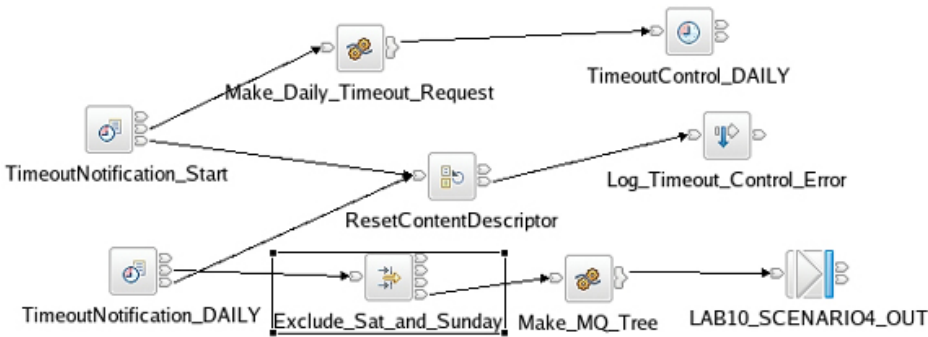 TimeoutControl_DAILY
Make_Daily_Timeout_Request
TimeoutNotification_Start
Log_Timeout_Control_Error
ResetContentDescriptor
TimeoutNotification_DAILY
Exclude_Sat_and_Sunday
Make_MQ_Tree
LAB10_SCENARIO4_OUT